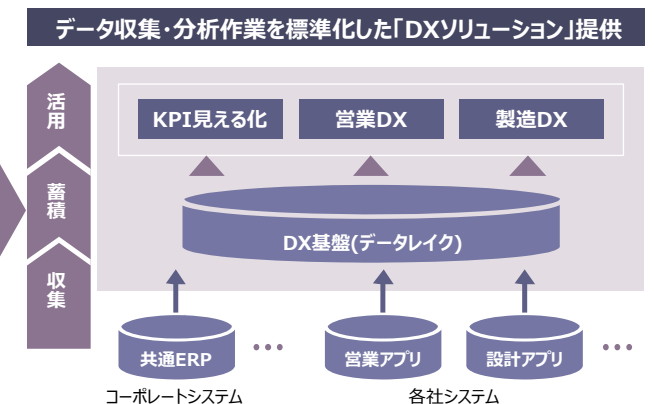 データ収集・分析作業を標準化した「DXソリューション」提供
活用
KPI見える化
営業DX
製造DX
蓄積
DX基盤(データレイク)
収集
共通ERP
・・・
営業アプリ
設計アプリ
・・・
コーポレートシステム
各社システム